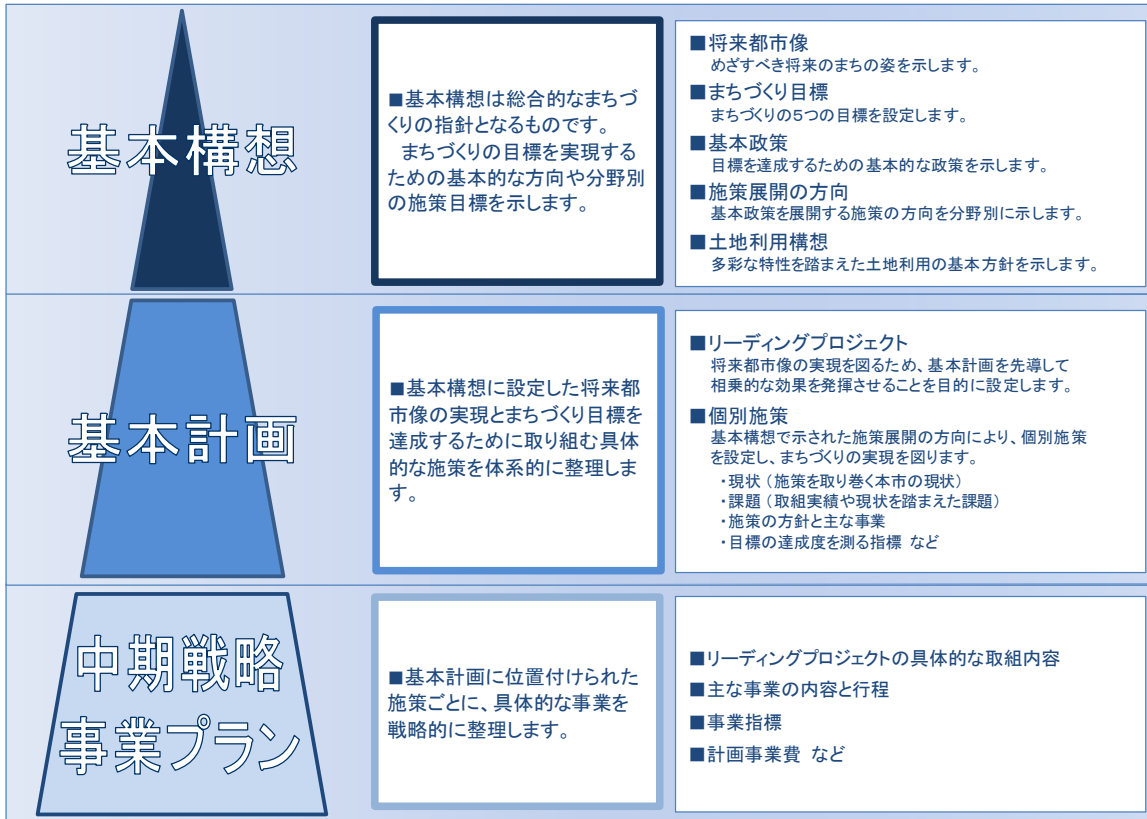 基本構想
■基本構想は総合的なまちづ
くりの指針となるものです。
まちづくりの目標を実現する
ための基本的な方向や分野別
の施策目標を示します。
■将来都市像
めざすべき将来のまちの姿を示します。
■まちづくり目標
まちづくりの5つの目標を設定します。
■基本政策
目標を達成するための基本的な政策を示します。
■施策展開の方向
基本政策を展開する施策の方向を分野別に示します。
■土地利用構想
多彩な特性を踏まえた土地利用の基本方針を示します。
基本計画
■基本構想に設定した将来都
市像の実現とまちづくり目標を
達成するために取り組む具体
的な施策を体系的に整理しま
す。
■リーディングプロジェクト
将来都市像の実現を図るため、基本計画を先導して
相乗的な効果を発揮させることを目的に設定します。
■個別施策
基本構想で示された施策展開の方向により、個別施策
を設定し、まちづくりの実現を図ります。
・現状（施策を取り巻く本市の現状）
・課題（取組実績や現状を踏まえた課題）
・施策の方針と主な事業
・目標の達成度を測る指標 など
中期戦略
事業プラン
■基本計画に位置付けられた
施策ごとに、具体的な事業を
戦略的に整理します。
■リーディングプロジェクトの具体的な取組内容
■主な事業の内容と行程
■事業指標
■計画事業費 など